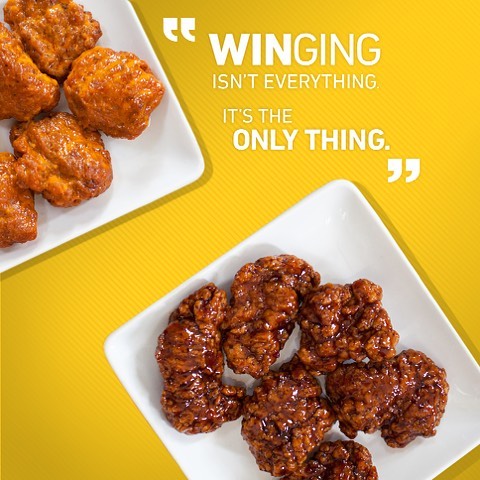 “ WINGING
ISN'T EVERYTHING.
IT'S THE
ONLY THING. ”